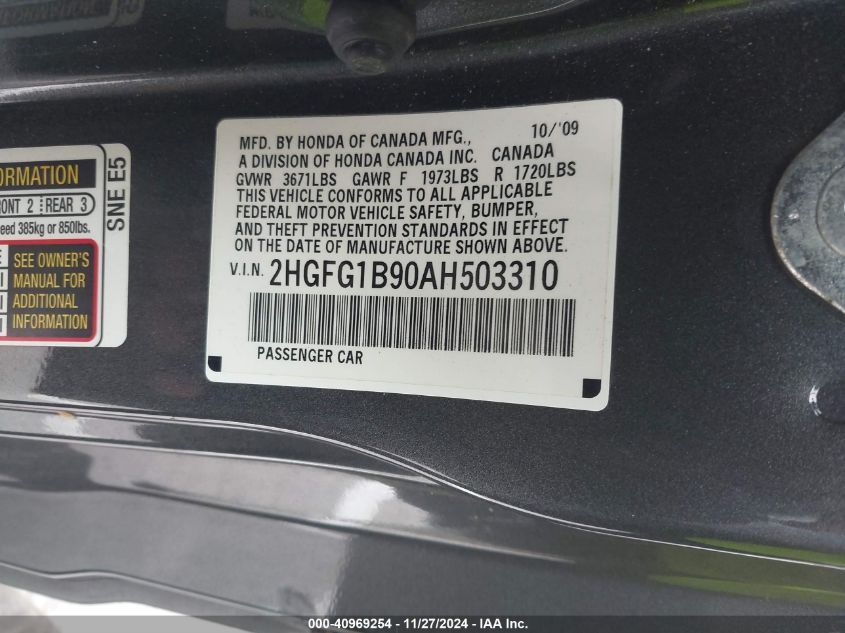 MFD. BY HONDA OF CANADA MFG., 10/'09
A DIVISION OF HONDA CANADA INC. CANADA
GVWR 3671LBS GAWR F 1973LBS R 1720LBS
THIS VEHICLE CONFORMS TO ALL APPLICABLE
FEDERAL MOTOR VEHICLE SAFETY, BUMPER,
AND THEFT PREVENTION STANDARDS IN EFFECT
ON THE DATE OF MANUFACTURE SHOWN ABOVE.
V.I.N. 2HGFG1B90AH503310
PASSENGER CAR
SNE E5
ORMATION
RONT 2 REAR 3
eed 385kg or 850lbs.
SEE OWNER'S
MANUAL FOR
ADDITIONAL
INFORMATION
000-40969254 - 11/27/2024 - IAA Inc.